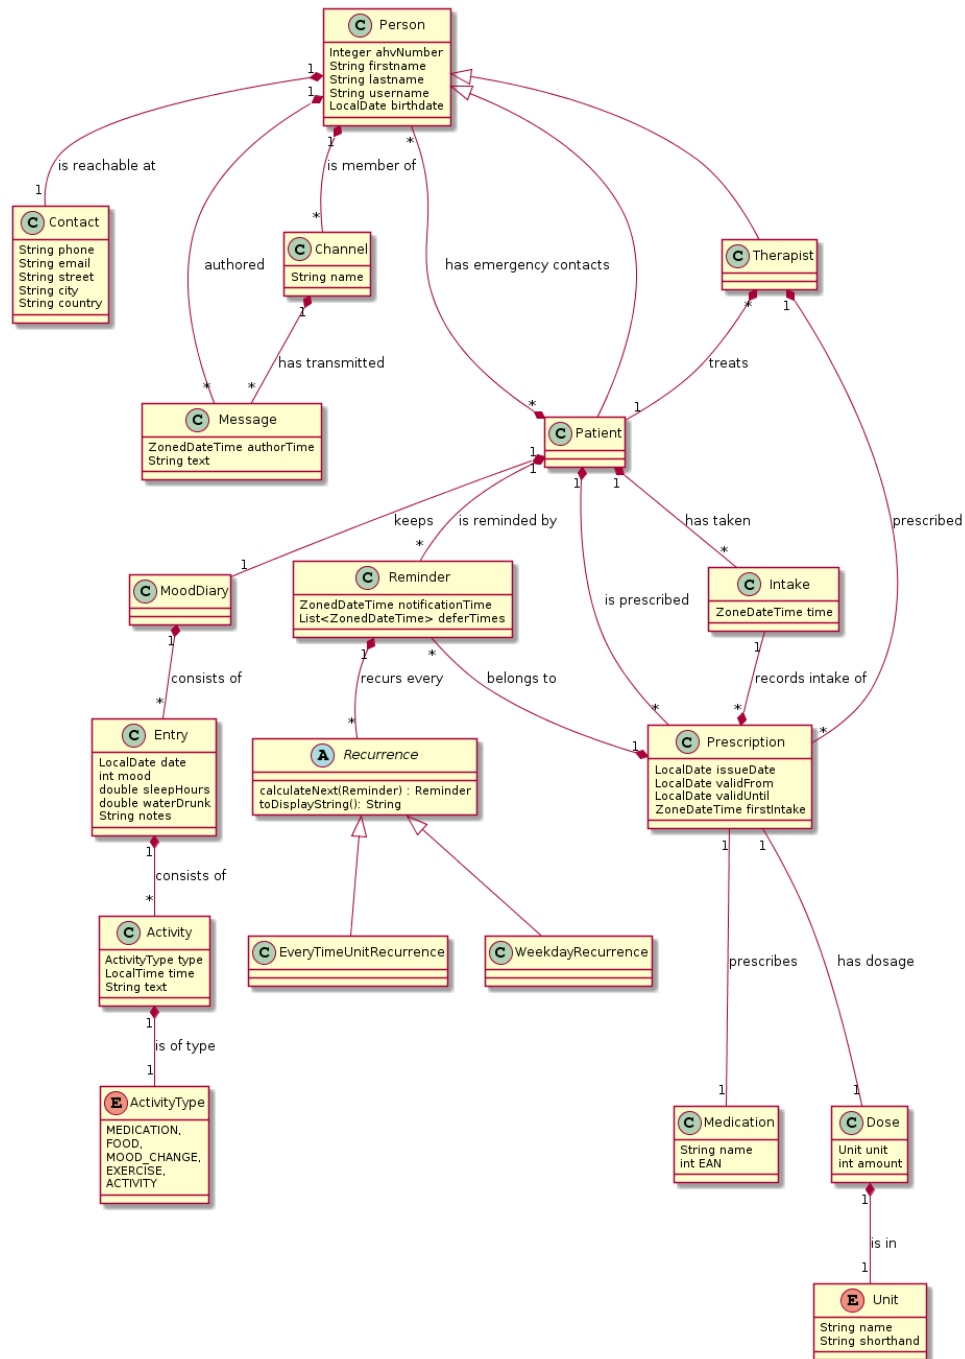 C Person
Integer ahvNumber
String firstname
String lastname
String username
LocalDate birthdate
1
1
1
*
is reachable at
is member of
1
*
C Contact
String phone
String email
String street
String city
String country
C Channel
String name
1
authored
has emergency contacts
C Therapist
*
1
has transmitted
treats
*
*
*
1
C Message
ZonedDateTime authorTime
String text
C Patient
1
1
1
1
keeps
is reminded by
has taken
prescribed
1
*
*
C MoodDiary
1
C Reminder
ZonedDateTime notificationTime
List<ZonedDateTime> deferTimes
1
*
C Intake
ZoneDateTime time
1
is prescribed
consists of
recurs every
belongs to
records intake of
*
*
1
*
*
*
C Entry
LocalDate date
int mood
double sleepHours
double waterDrunk
String notes
1
A Recurrence
calculateNext(Reminder) : Reminder
toDisplayString(): String
C Prescription
LocalDate issueDate
LocalDate validFrom
LocalDate validUntil
ZoneDateTime firstIntake
1
1
consists of
*
C Activity
ActivityType type
LocalTime time
String text
1
C EveryTimeUnitRecurrence
C WeekdayRecurrence
prescribes
has dosage
is of type
1
1
1
E ActivityType
MEDICATION,
FOOD,
MOOD_CHANGE,
EXERCISE,
ACTIVITY
C Medication
String name
int EAN
C Dose
Unit unit
int amount
1
is in
1
E Unit
String name
String shorthand